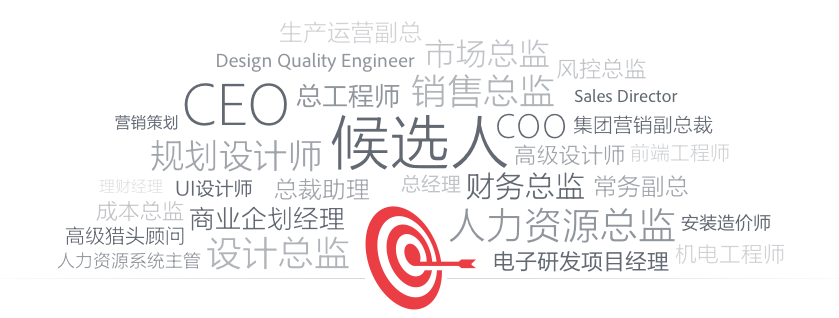 生产运营副总
Design Quality Engineer
市场总监
风控总监
CEO
总工程师
销售总监
Sales Director
营销策划
候选人
COO
集团营销副总裁
规划设计师
高级设计师
前端工程师
理财经理
UI设计师
总裁助理
总经理
财务总监
常务副总
成本总监
商业企划经理
人力资源总监
安装造价师
高级猎头顾问
设计总监
人力资源系统主管
电子研发项目经理
机电工程师